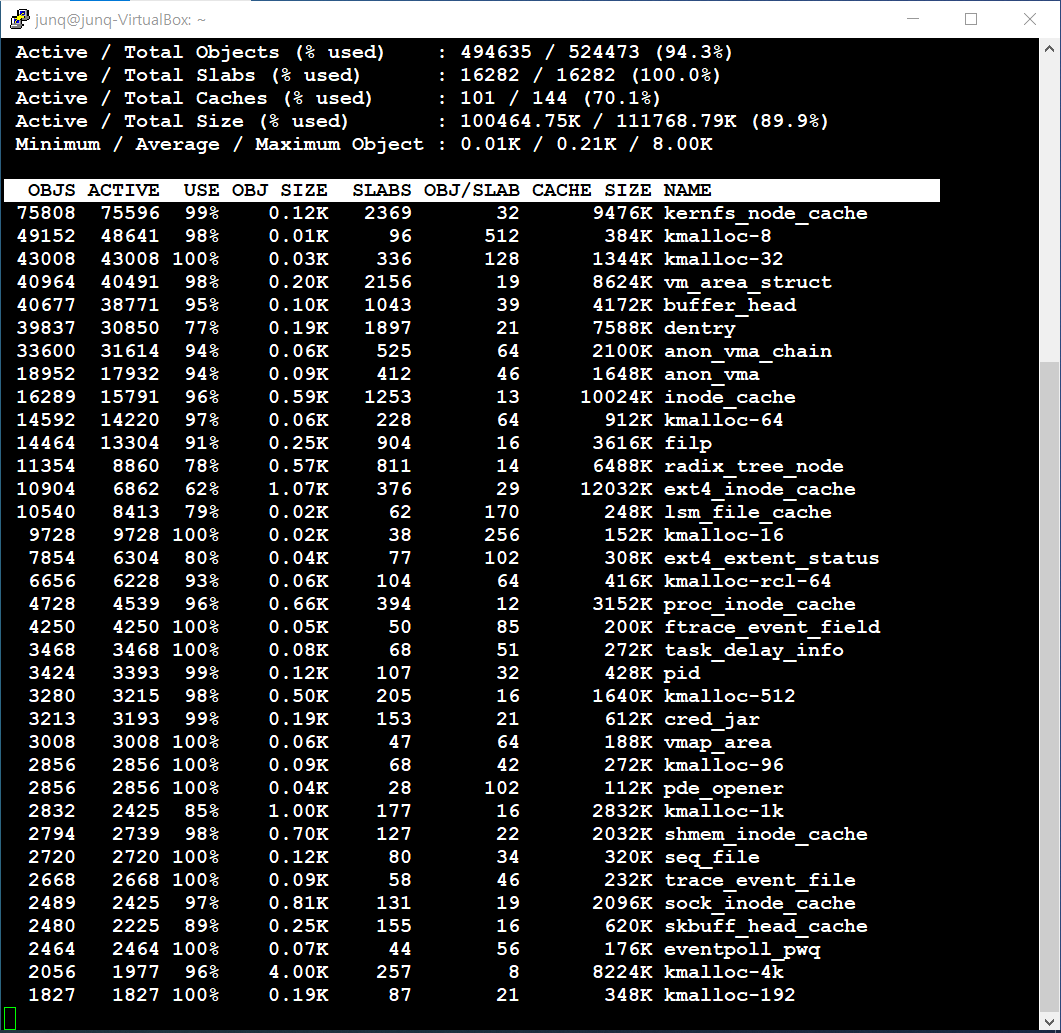 junq@junq-VirtualBox: ~
Active / Total Objects (% used)    : 494635 / 524473 (94.3%)
Active / Total Slabs (% used)      : 16282 / 16282 (100.0%)
Active / Total Caches (% used)     : 101 / 144 (70.1%)
Active / Total Size (% used)       : 100464.75K / 111768.79K (89.9%)
Minimum / Average / Maximum Object : 0.01K / 0.21K / 8.00K
OBJS ACTIVE  USE OBJ SIZE  SLABS OBJ/SLAB CACHE SIZE NAME
75808  75596  99%    0.12K   2369       32      9476K kernfs_node_cache
49152  48641  98%    0.01K     96      512       384K kmalloc-8
43008  43008 100%    0.03K    336      128      1344K kmalloc-32
40964  40491  98%    0.20K   2156       19      8624K vm_area_struct
40677  38771  95%    0.10K   1043       39      4172K buffer_head
39837  30850  77%    0.19K   1897       21      7588K dentry
33600  31614  94%    0.06K    525       64      2100K anon_vma_chain
18952  17932  94%    0.09K    412       46      1648K anon_vma
16289  15791  96%    0.59K   1253       13     10024K inode_cache
14592  14220  97%    0.06K    228       64       912K kmalloc-64
14464  13304  91%    0.25K    904       16      3616K filp
11354   8860  78%    0.57K    811       14      6488K radix_tree_node
10904   6862  62%    1.07K    376       29     12032K ext4_inode_cache
10540   8413  79%    0.02K     62      170       248K lsm_file_cache
9728   9728 100%    0.02K     38      256       152K kmalloc-16
7854   6304  80%    0.04K     77      102       308K ext4_extent_status
6656   6228  93%    0.06K    104       64       416K kmalloc-rcl-64
4728   4539  96%    0.66K    394       12      3152K proc_inode_cache
4250   4250 100%    0.05K     50       85       200K ftrace_event_field
3468   3468 100%    0.08K     68       51       272K task_delay_info
3424   3393  99%    0.12K    107       32       428K pid
3280   3215  98%    0.50K    205       16      1640K kmalloc-512
3213   3193  99%    0.19K    153       21       612K cred_jar
3008   3008 100%    0.06K     47       64       188K vmap_area
2856   2856 100%    0.09K     68       42       272K kmalloc-96
2856   2856 100%    0.04K     28      102       112K pde_opener
2832   2425  85%    1.00K    177       16      2832K kmalloc-1k
2794   2739  98%    0.70K    127       22      2032K shmem_inode_cache
2720   2720 100%    0.12K     80       34       320K seq_file
2668   2668 100%    0.09K     58       46       232K trace_event_file
2489   2425  97%    0.81K    131       19      2096K sock_inode_cache
2480   2225  89%    0.25K    155       16       620K skbuff_head_cache
2464   2464 100%    0.07K     44       56       176K eventpoll_pwq
2056   1977  96%    4.00K    257        8      8224K kmalloc-4k
1827   1827 100%    0.19K     87       21       348K kmalloc-192